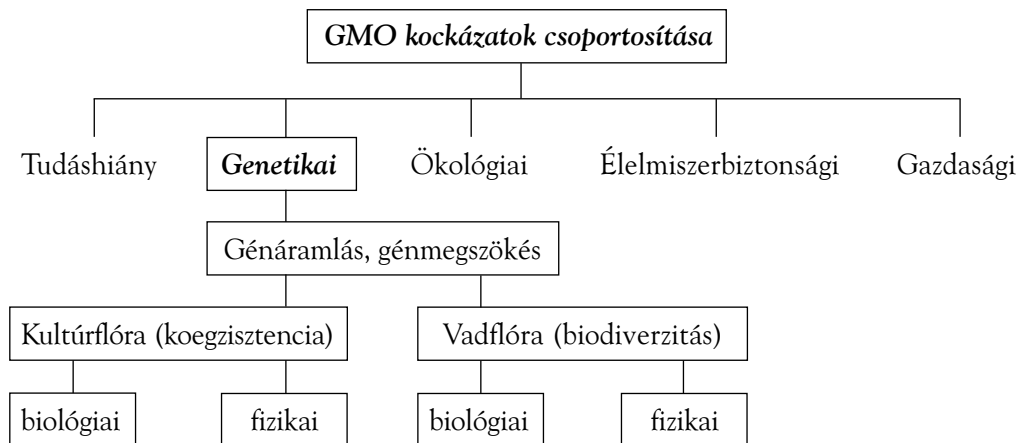 GMO kockázatok csoportosítása
Tudáshiány
Genetikai
Ökológiai
Élelmiszerbiztonsági
Gazdasági
Génáramlás, génmegszökés
Kultúrflóra (koegzisztencia)
Vadflóra (biodiverzitás)
biológiai
fizikai
biológiai
fizikai